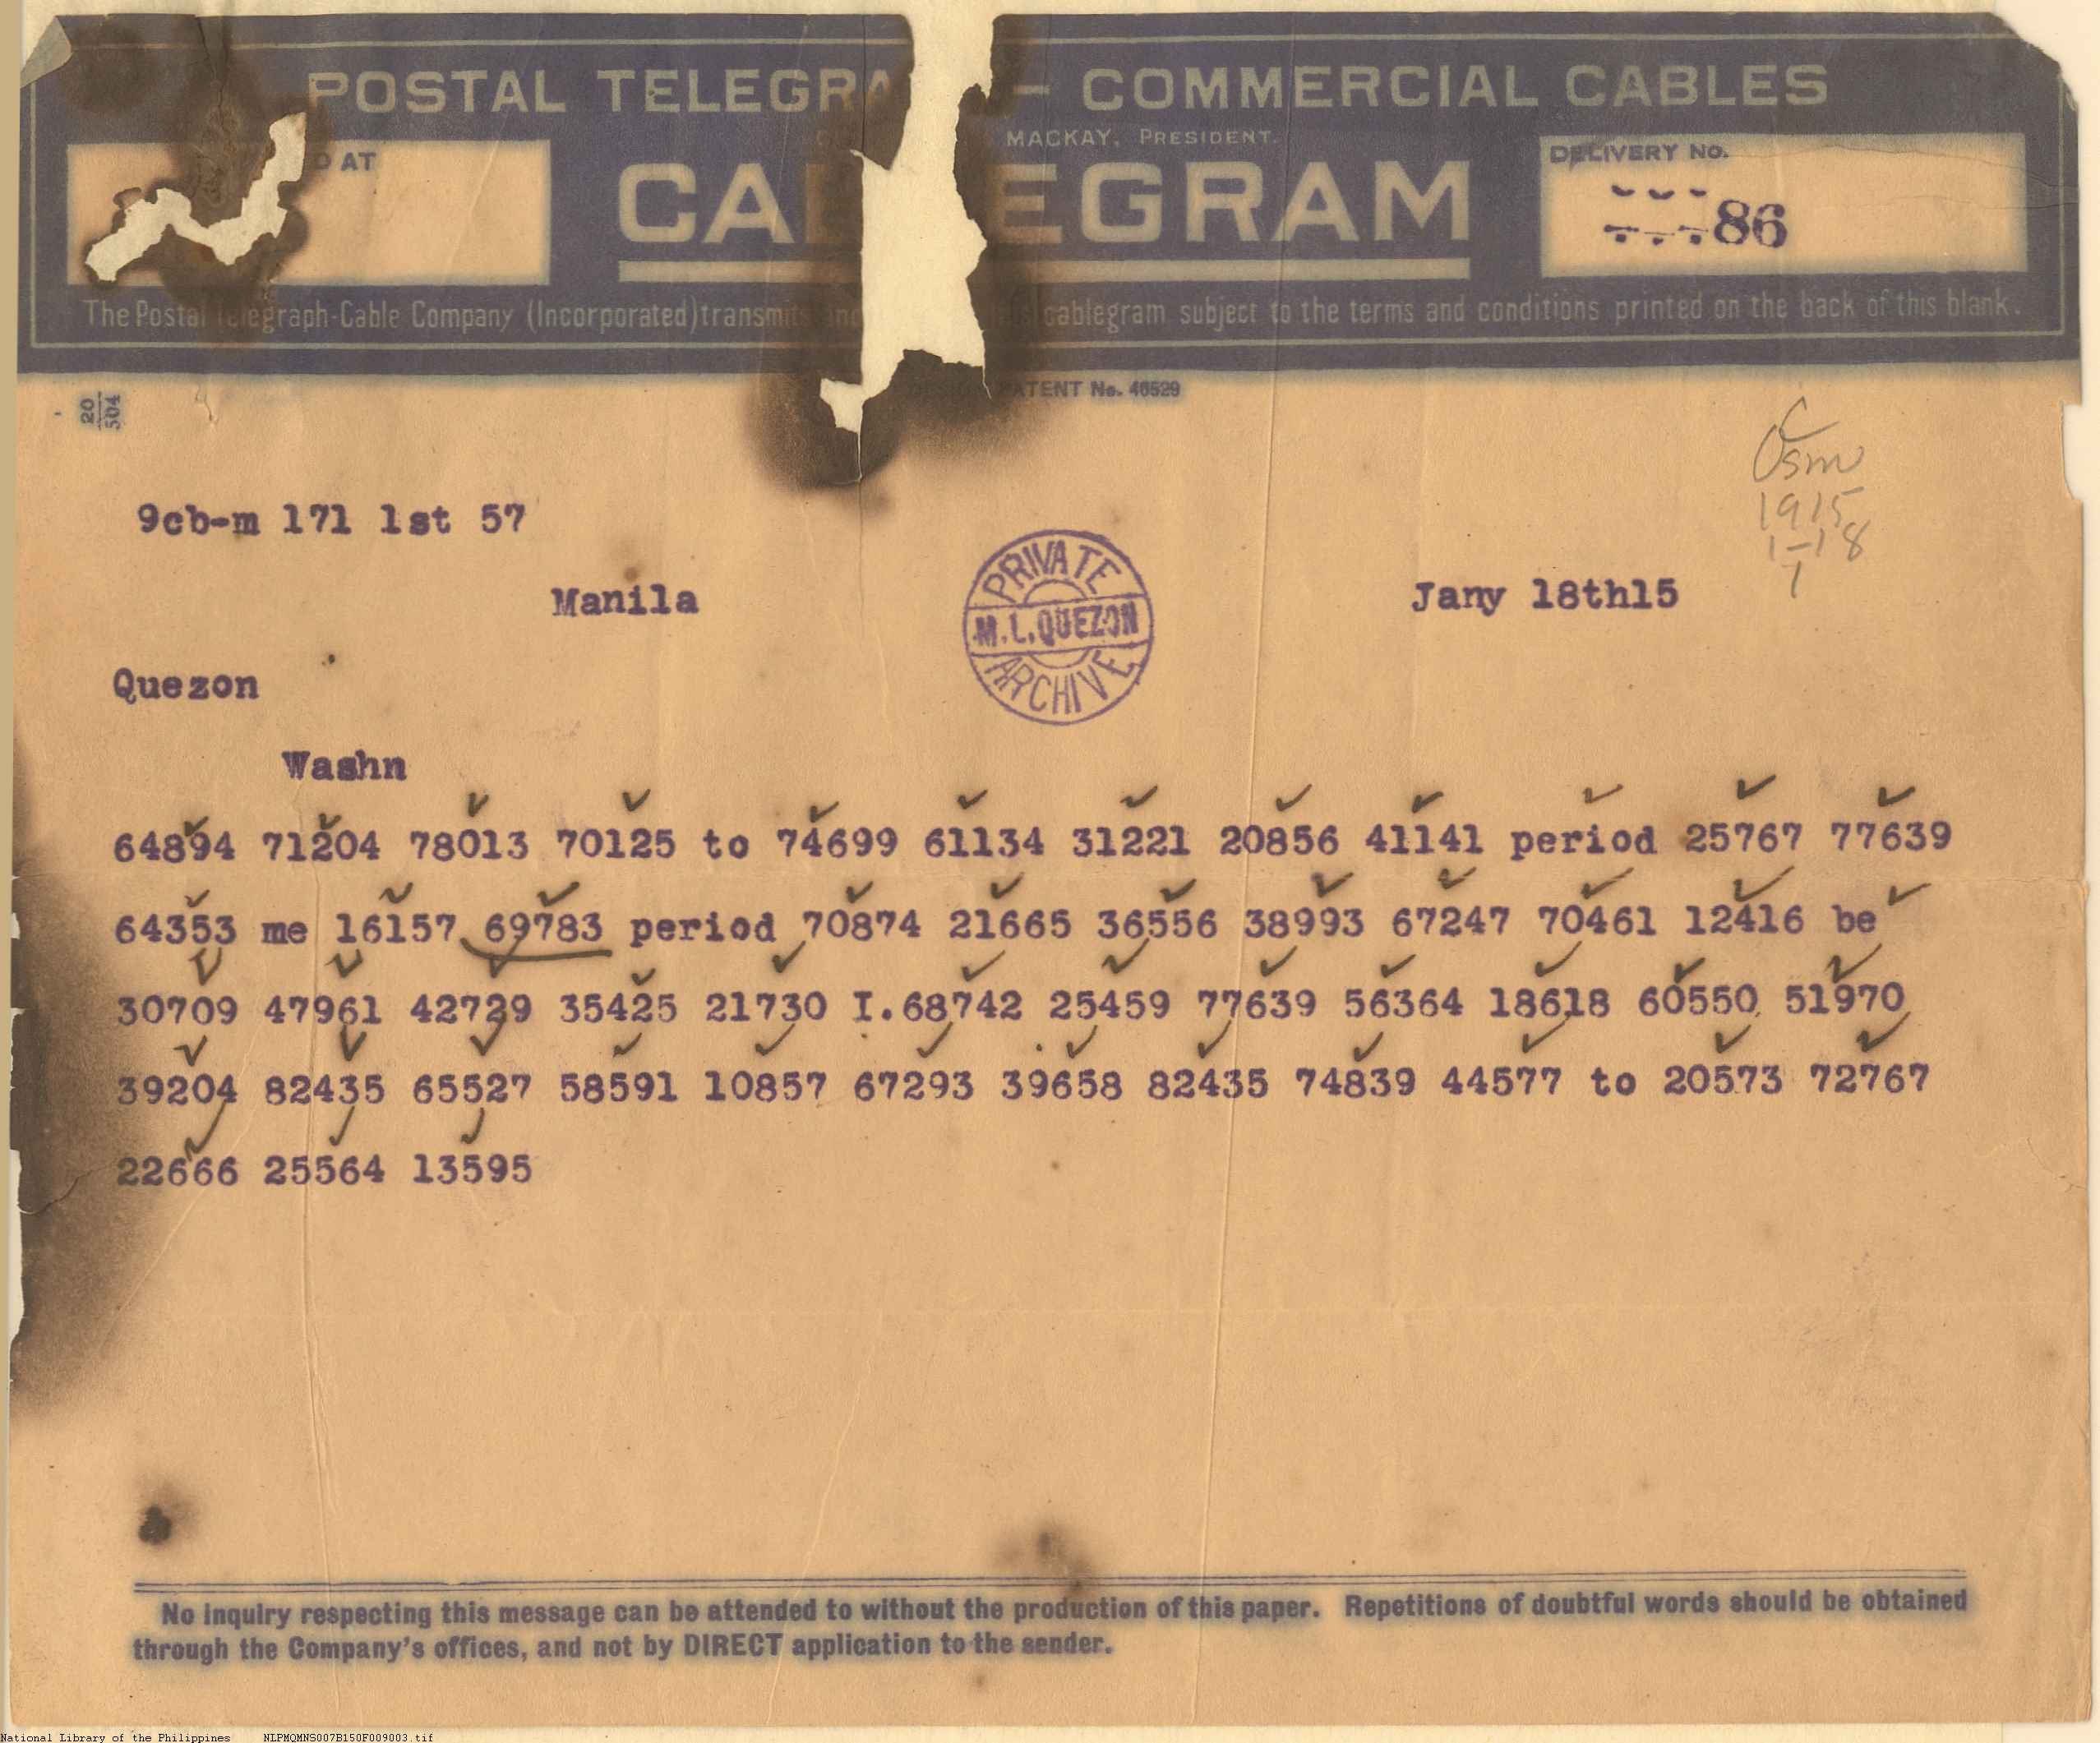 POSTAL TELEGRA — COMMERCIAL CABLES
MACKAY, PRESIDENT.
D AT
CA EGRAM
DELIVERY No.
86
The Postal Telegraph-Cable Company (Incorporated) transmits and cablegram subject to the terms and conditions printed on the back of this blank.
PATENT No. 46529
20
504
Osm
1915
1-18
1
9cb-m 171 1st 57
Manila
Jany 18th15
PRIVATE
M.L.QUEZON
ARCHIVE
Quezon
Washn
64894 71204 78013 70125 to 74699 61134 31221 20856 41141 period 25767 77639
64353 me 16157 69783 period 70874 21665 36556 38993 67247 70461 12416 be
30709 47961 42729 35425 21730 I.68742 25459 77639 56364 18618 60550 51970
39204 82435 65527 58591 10857 67293 39658 82435 74839 44577 to 20573 72767
22666 25564 13595
No inquiry respecting this message can be attended to without the production of this paper. Repetitions of doubtful words should be obtained
through the Company's offices, and not by DIRECT application to the sender.
National Library of the Philippines NLPMQMNS007B150F009003.tif